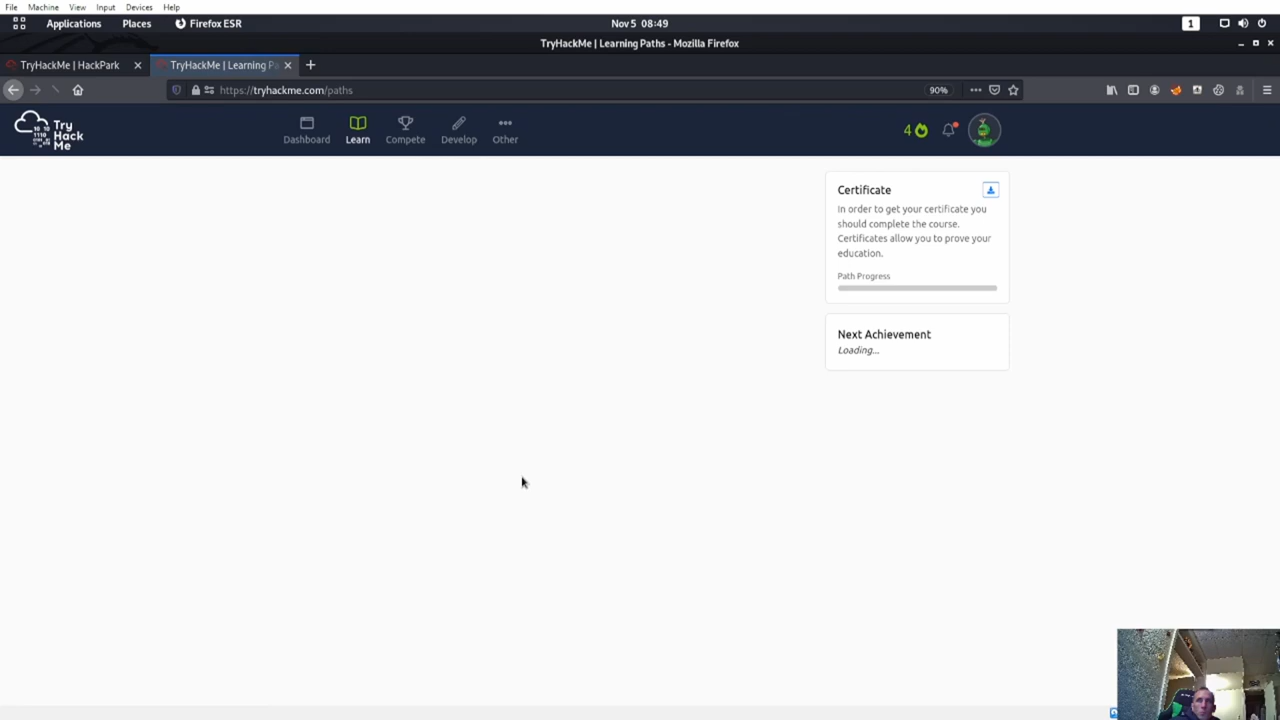 File Machine View Input Devices Help
Applications Places Firefox ESR Nov 5 08:49 1
TryHackMe | Learning Paths - Mozilla Firefox
TryHackMe | HackPark TryHackMe | Learning Pa
https://tryhackme.com/paths 90%
Try
Hack
Me
Dashboard Learn Compete Develop Other 4
Certificate
In order to get your certificate you
should complete the course.
Certificates allow you to prove your
education.
Path Progress
Next Achievement
Loading...